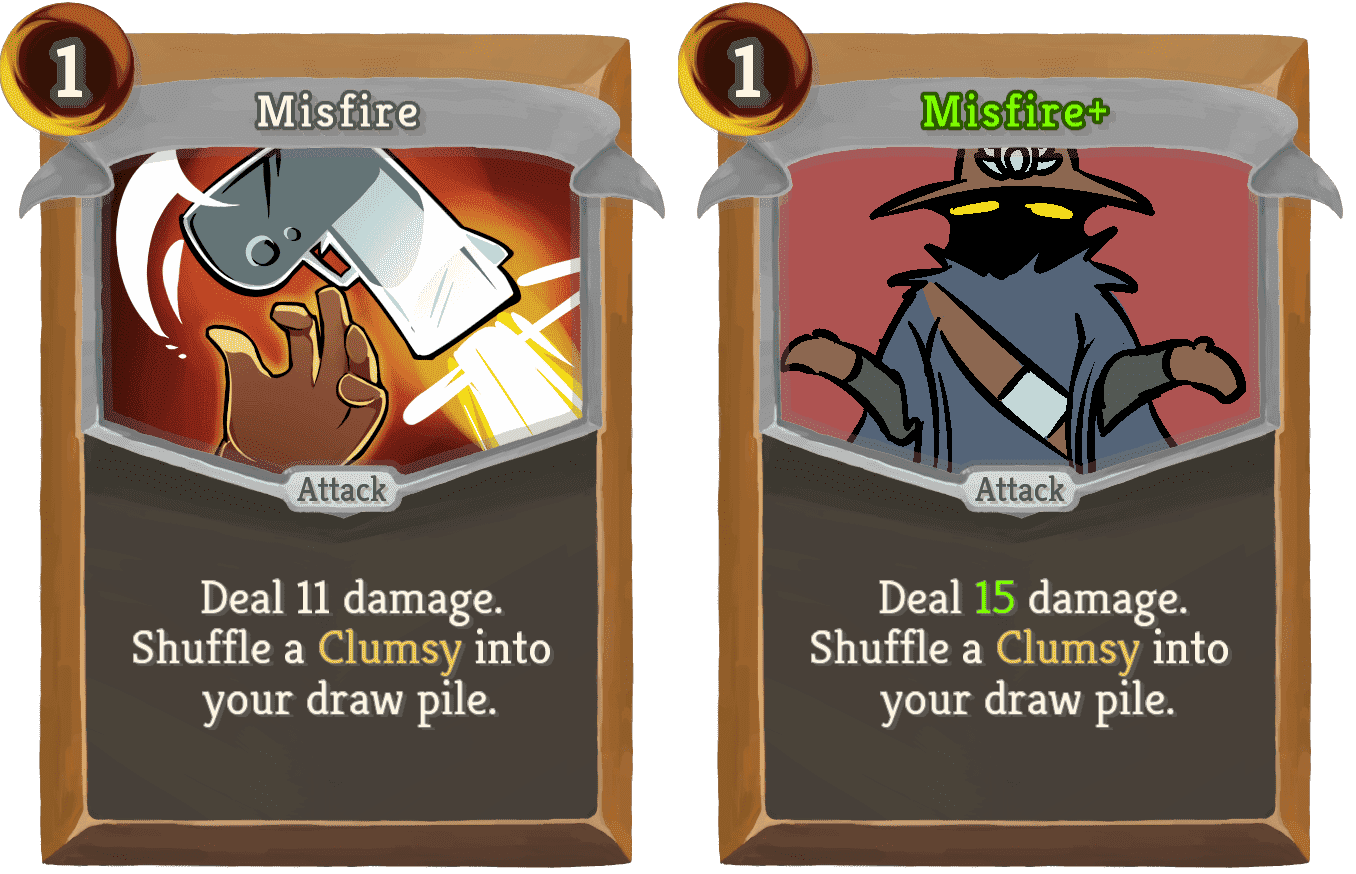 1
Misfire
Attack
Deal 11 damage.
Shuffle a Clumsy into
your draw pile.
1
Misfire+
Attack
Deal 15 damage.
Shuffle a Clumsy into
your draw pile.